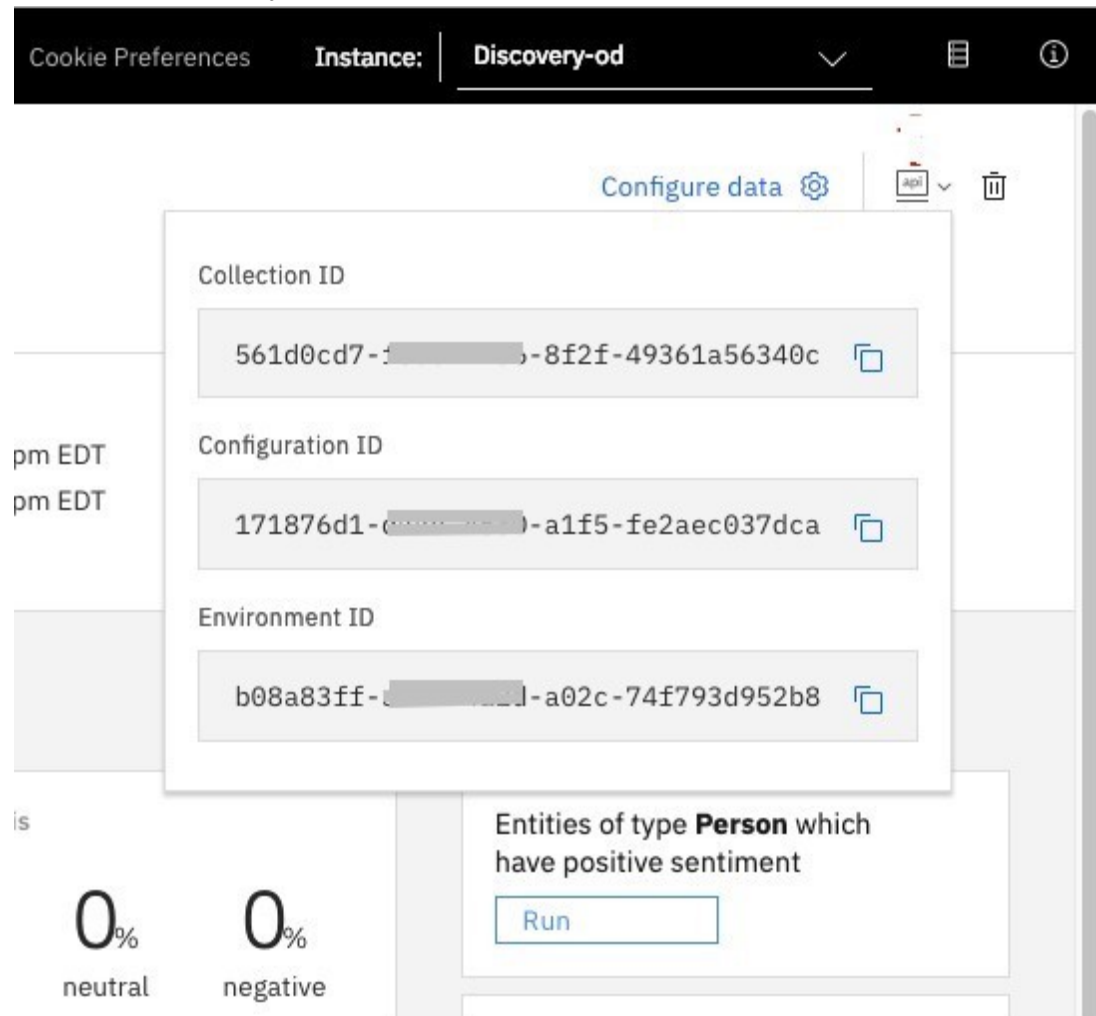 Cookie Preferences Instance: Discovery-od
Configure data api
Collection ID
561d0cd7- -8f2f-49361a56340c
Configuration ID
pm EDT
171876d1- -a1f5-fe2aec037dca
pm EDT
Environment ID
b08a83ff- -a02c-74f793d952b8
is
Entities of type Person which
have positive sentiment
Run
0% 0%
neutral negative